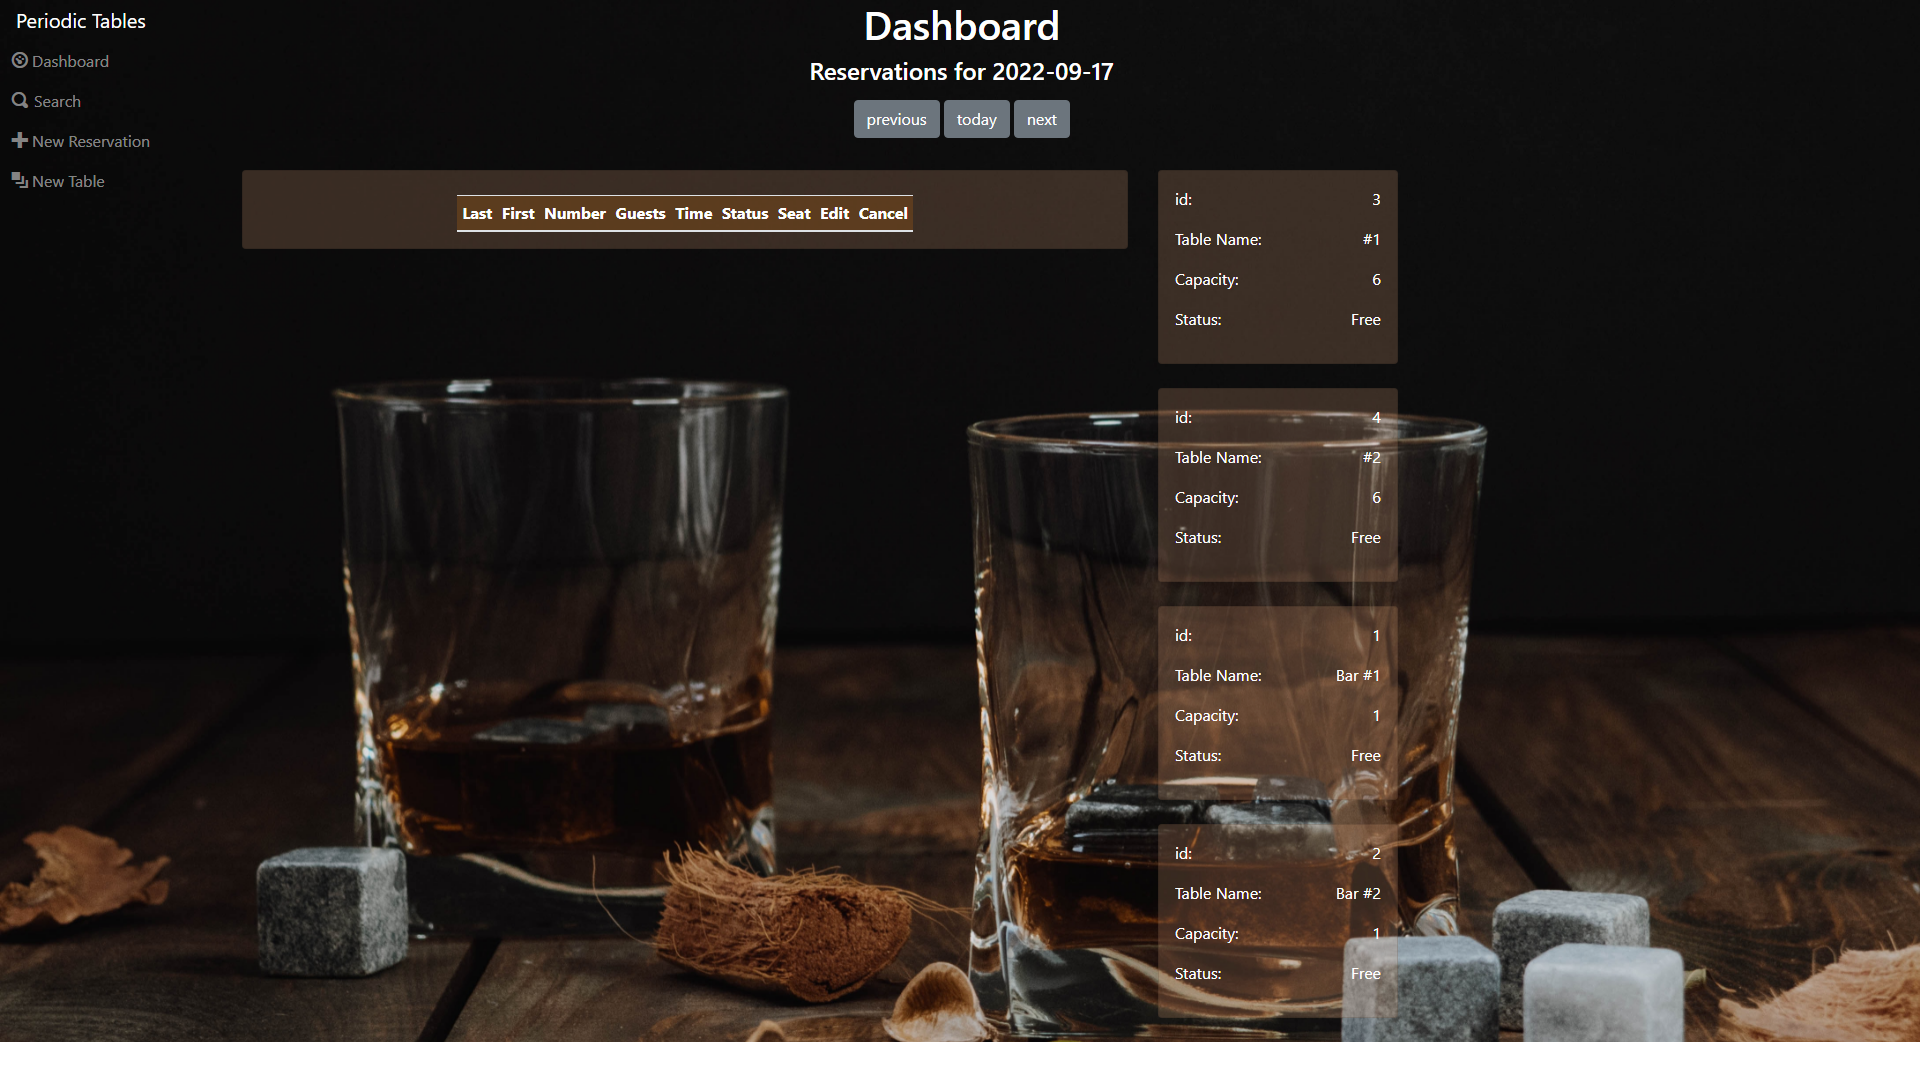 Periodic Tables
Dashboard
Search
New Reservation
New Table
Dashboard
Reservations for 2022-09-17
previous today next
Last First Number Guests Time Status Seat Edit Cancel
id: 3
Table Name: #1
Capacity: 6
Status: Free
id: 4
Table Name: #2
Capacity: 6
Status: Free
id: 1
Table Name: Bar #1
Capacity: 1
Status: Free
id: 2
Table Name: Bar #2
Capacity: 1
Status: Free